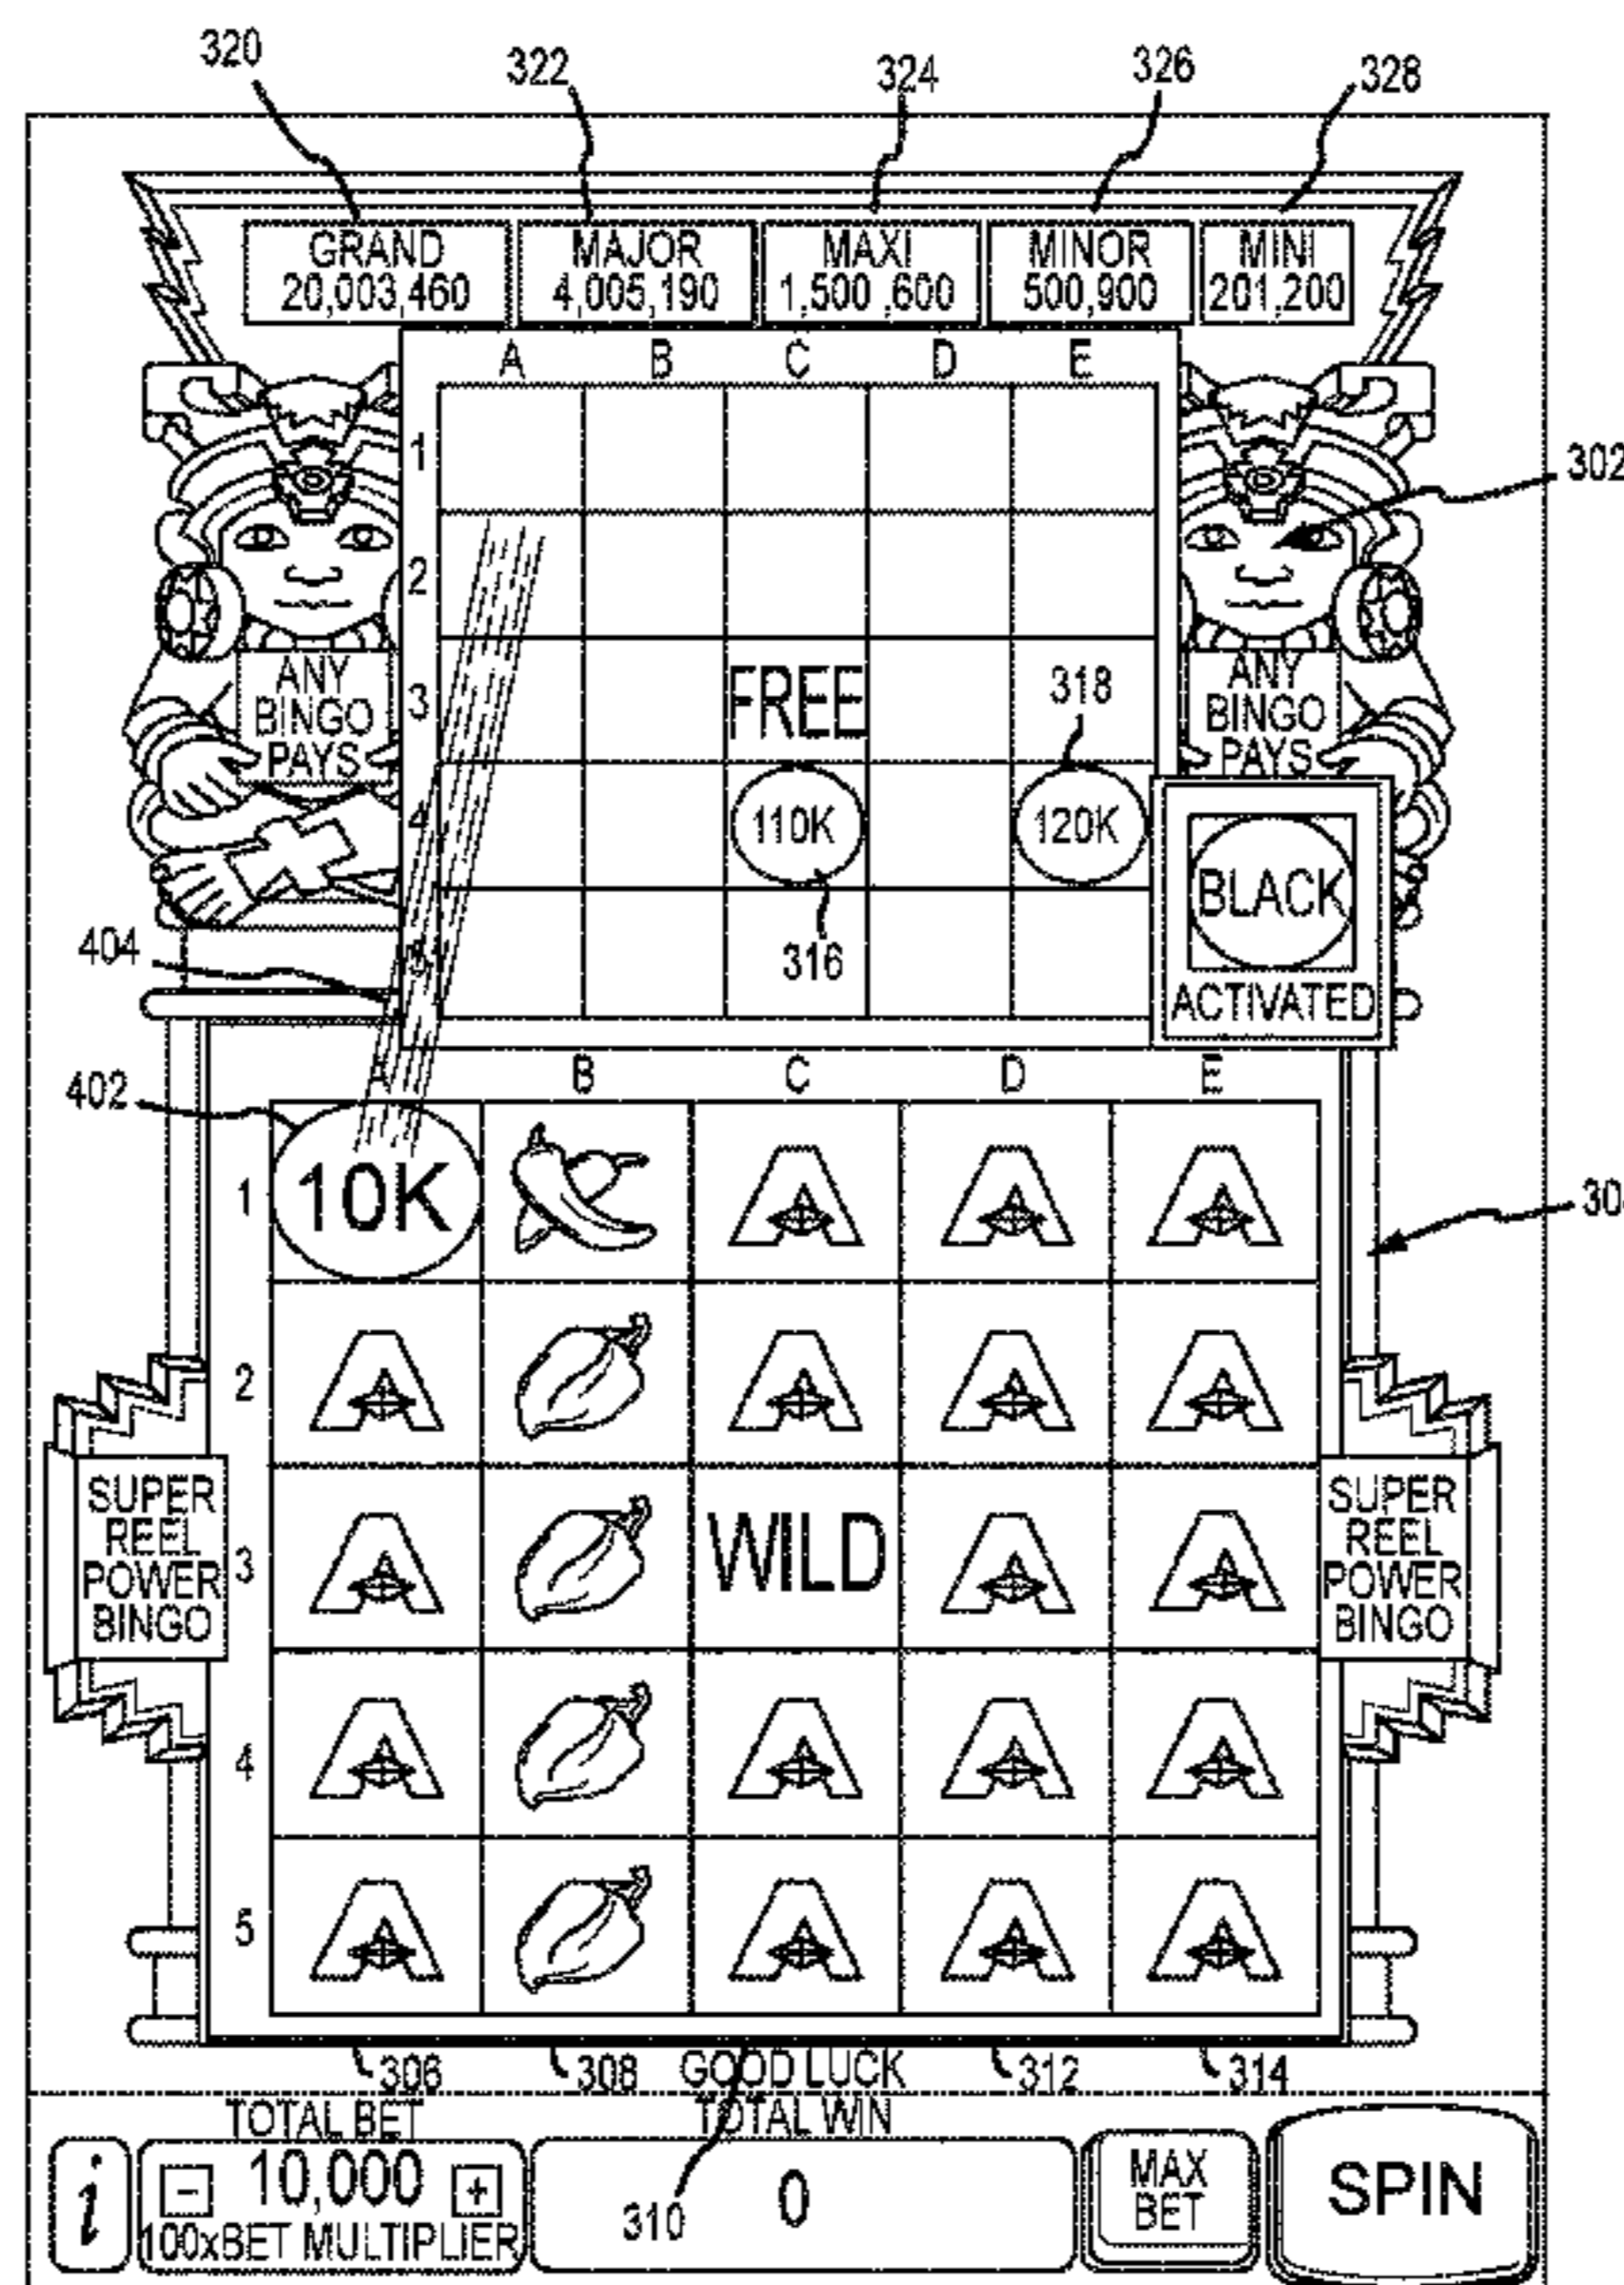 320 322 324 326 328
GRAND MAJOR MAXI MINOR MINI
20,003,460 4,005,190 1,500 ,600 500,900 201,200
A B C D E
1
302
2
ANY BINGO PAYS
3 FREE 318
ANY BINGO PAYS
4 110K 120K
BLACK
ACTIVATED
404 316
5
A B C D E
402
1 10K A A A
2 A A A A
SUPER REEL POWER BINGO
3 A WILD A A
SUPER REEL POWER BINGO
4 A A A A
5 A A A A
306 308 GOOD LUCK 312 314
TOTAL BET TOTAL WIN
i - 10,000 + 0 MAX BET SPIN
100xBET MULTIPLIER 310